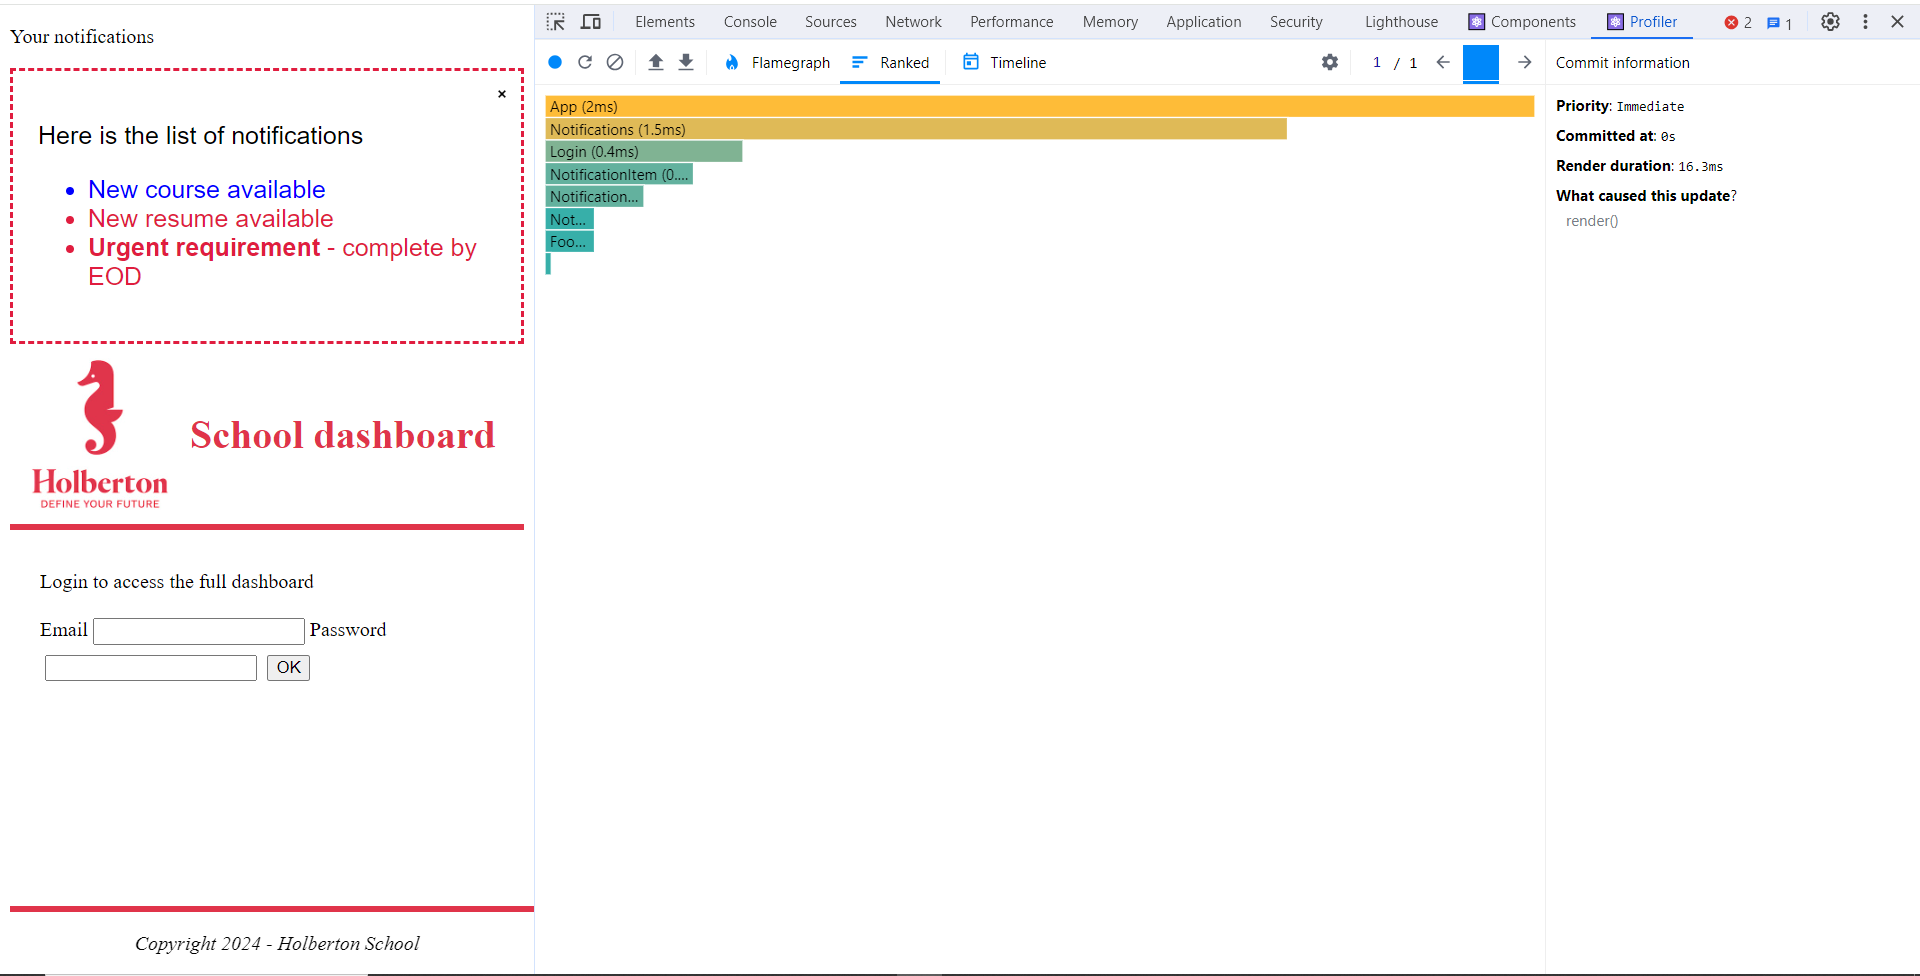 Your notifications
×
Here is the list of notifications
New course available
New resume available
Urgent requirement - complete by
EOD
Holberton
DEFINE YOUR FUTURE
School dashboard
Login to access the full dashboard
Email Password
OK
Copyright 2024 - Holberton School
Elements Console Sources Network Performance Memory Application Security Lighthouse Components Profiler 2 1
Flamegraph Ranked Timeline 1 / 1
App (2ms)
Notifications (1.5ms)
Login (0.4ms)
NotificationItem (0....
Notification...
Not...
Foo...
Commit information
Priority: Immediate
Committed at: 0s
Render duration: 16.3ms
What caused this update?
render()